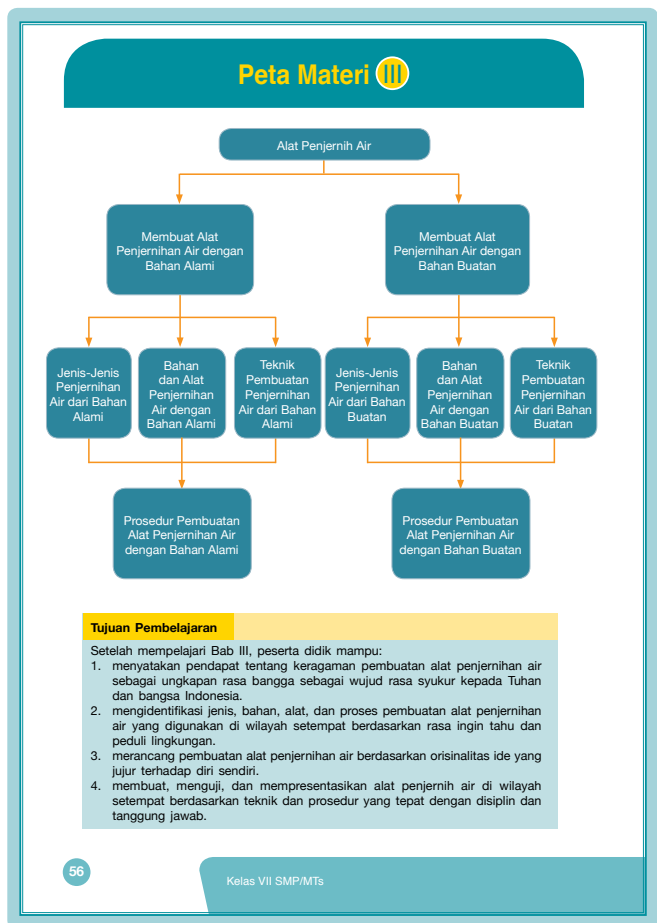 Peta Materi III
Alat Penjernih Air
Membuat Alat
Penjernihan Air dengan
Bahan Alami
Membuat Alat
Penjernihan Air dengan
Bahan Buatan
Jenis-Jenis
Penjernihan
Air dari Bahan
Alami
Bahan
dan Alat
Penjernihan
Air dengan
Bahan Alami
Teknik
Pembuatan
Penjernihan
Air dari Bahan
Alami
Jenis-Jenis
Penjernihan
Air dari Bahan
Buatan
Bahan
dan Alat
Penjernihan
Air dengan
Bahan Buatan
Teknik
Pembuatan
Penjernihan
Air dari Bahan
Buatan
Prosedur Pembuatan
Alat Penjernihan Air
dengan Bahan Alami
Prosedur Pembuatan
Alat Penjernihan Air
dengan Bahan Buatan
Tujuan Pembelajaran
Setelah mempelajari Bab III, peserta didik mampu:
1. menyatakan pendapat tentang keragaman pembuatan alat penjernihan air
sebagai ungkapan rasa bangga sebagai wujud rasa syukur kepada Tuhan
dan bangsa Indonesia.
2. mengidentifikasi jenis, bahan, alat, dan proses pembuatan alat penjernihan
air yang digunakan di wilayah setempat berdasarkan rasa ingin tahu dan
peduli lingkungan.
3. merancang pembuatan alat penjernihan air berdasarkan orisinalitas ide yang
jujur terhadap diri sendiri.
4. membuat, menguji, dan mempresentasikan alat penjernih air di wilayah
setempat berdasarkan teknik dan prosedur yang tepat dengan disiplin dan
tanggung jawab.
56
Kelas VII SMP/MTs